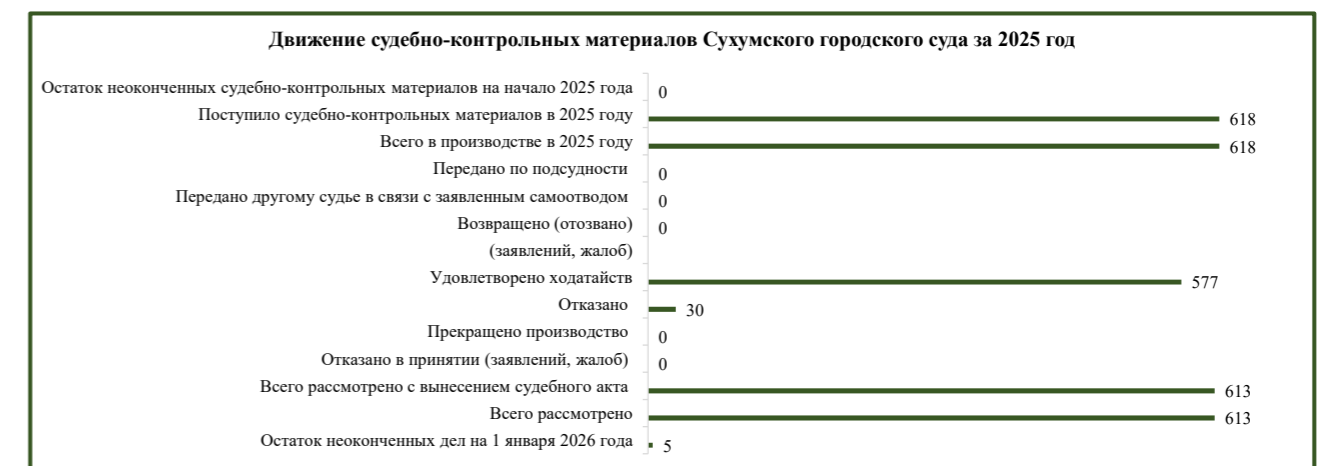 Движение судебно-контрольных материалов Сухумского городского суда за 2025 год
Остаток неоконченных судебно-контрольных материалов на начало 2025 года 0
Поступило судебно-контрольных материалов в 2025 году 618
Всего в производстве в 2025 году 618
Передано по подсудности 0
Передано другому судье в связи с заявленным самоотводом 0
Возвращено (отозвано) 0
(заявлений, жалоб)
Удовлетворено ходатайств 577
Отказано 30
Прекращено производство 0
Отказано в принятии (заявлений, жалоб) 0
Всего рассмотрено с вынесением судебного акта 613
Всего рассмотрено 613
Остаток неоконченных дел на 1 января 2026 года 5